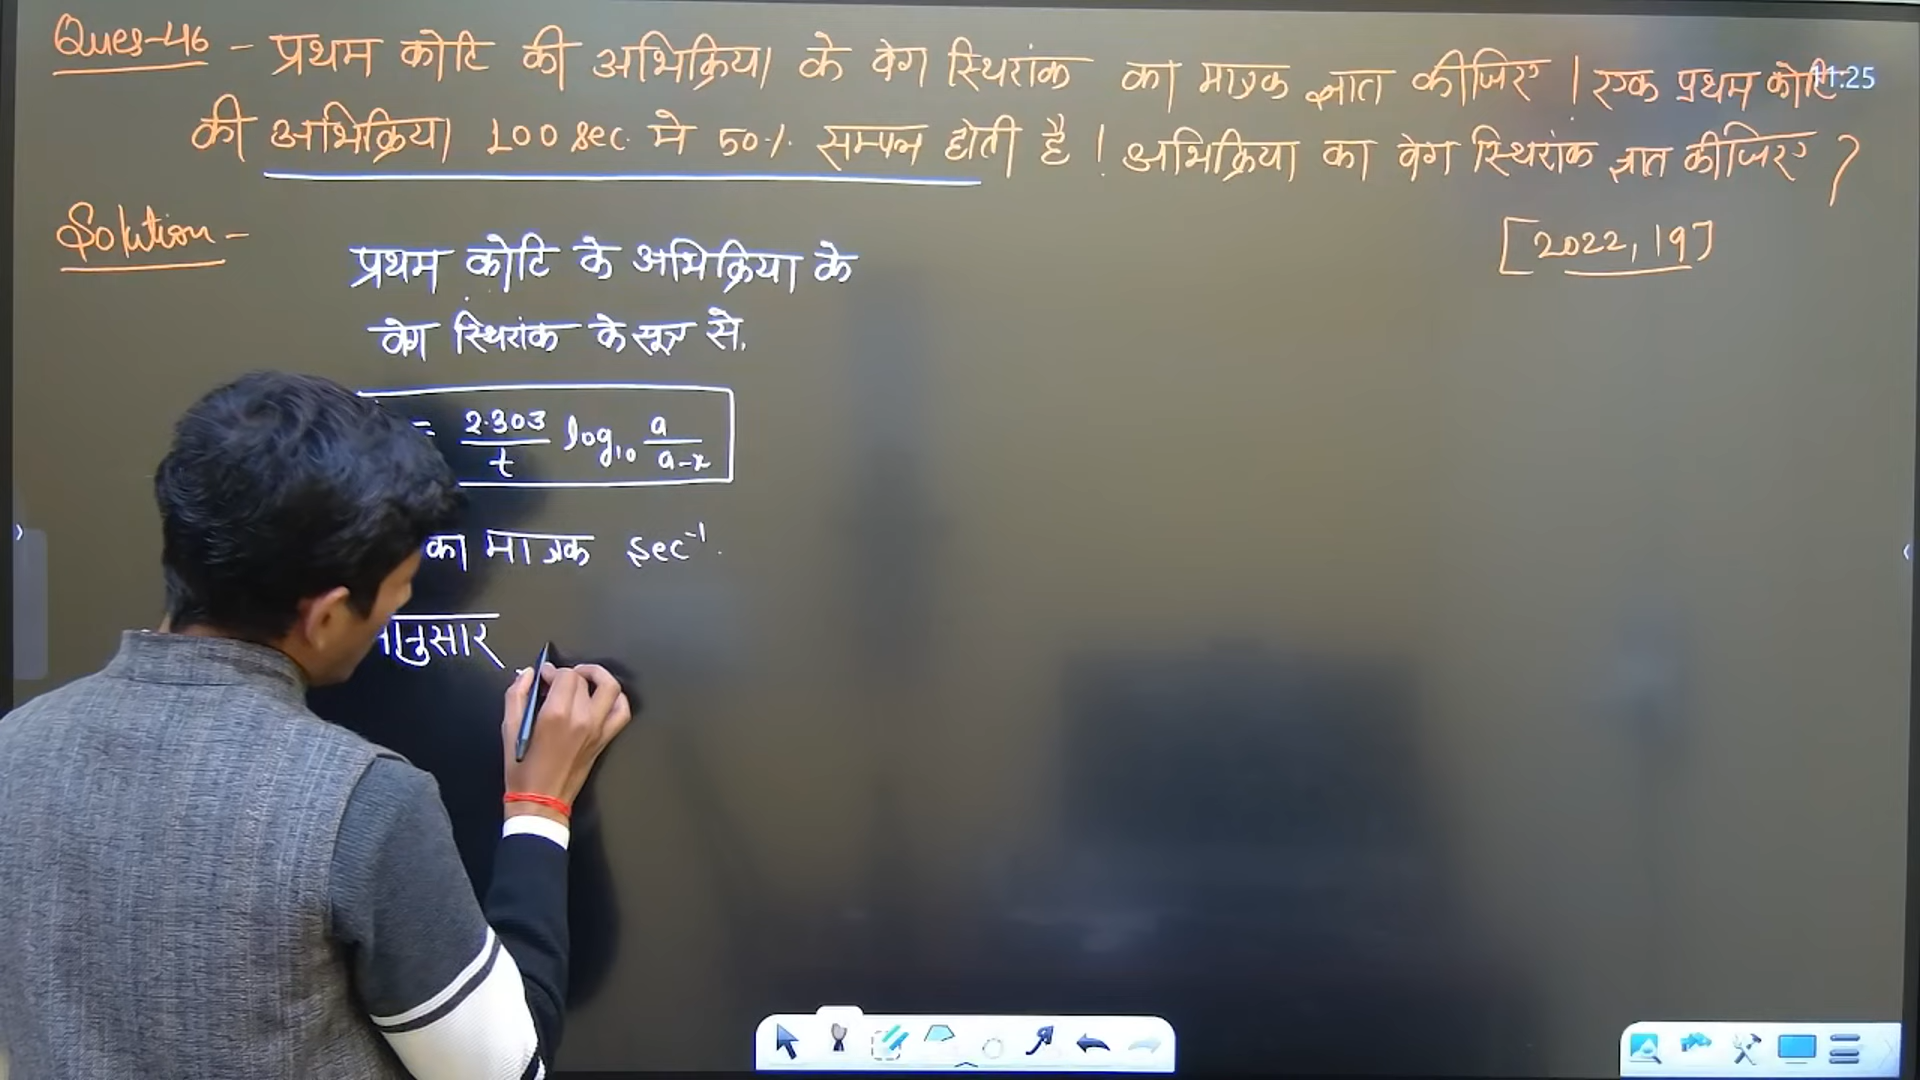 Ques-46 - प्रथम कोटि की अभिक्रिया के वेग स्थिरांक का मात्रक ज्ञात कीजिए । एक प्रथम कोटि
11:25
की अभिक्रिया 100 sec. मे 50% सम्पन्न होती है । अभिक्रिया का वेग स्थिरांक ज्ञात कीजिए ?
[2022, 19]
Solution -
प्रथम कोटि के अभिक्रिया के
वेग स्थिरांक के सूत्र से,
= 2.303/t log₁₀ a/a-x
का मात्रक sec⁻¹.
नुसार